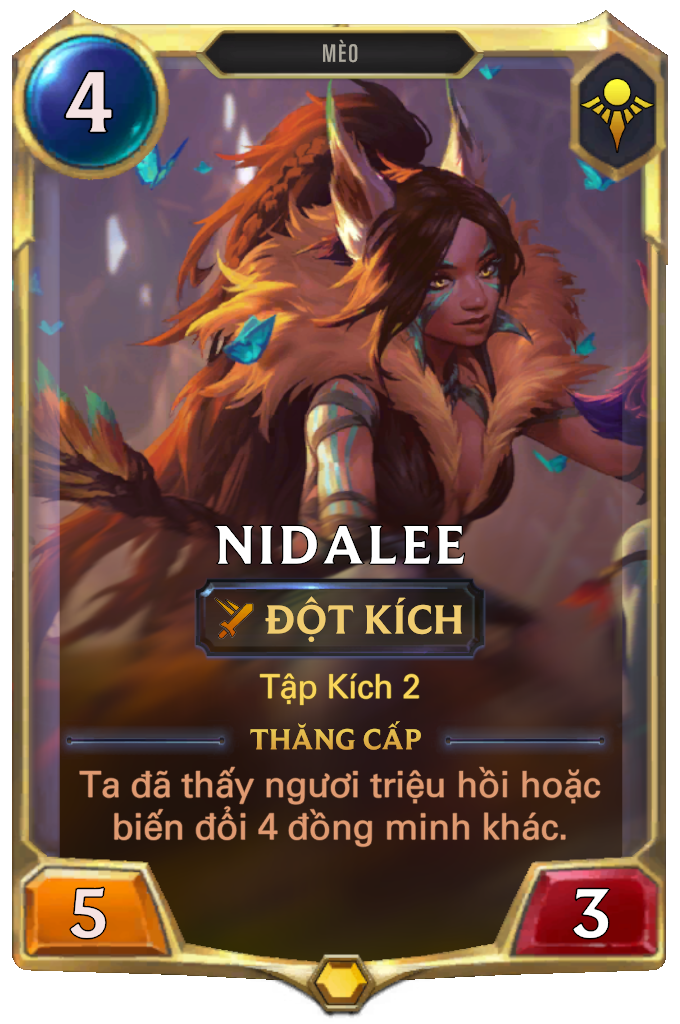 MÈO
4
NIDALEE
ĐỘT KÍCH
Tập Kích 2
THĂNG CẤP
Ta đã thấy ngươi triệu hồi hoặc
biến đổi 4 đồng minh khác.
5
3